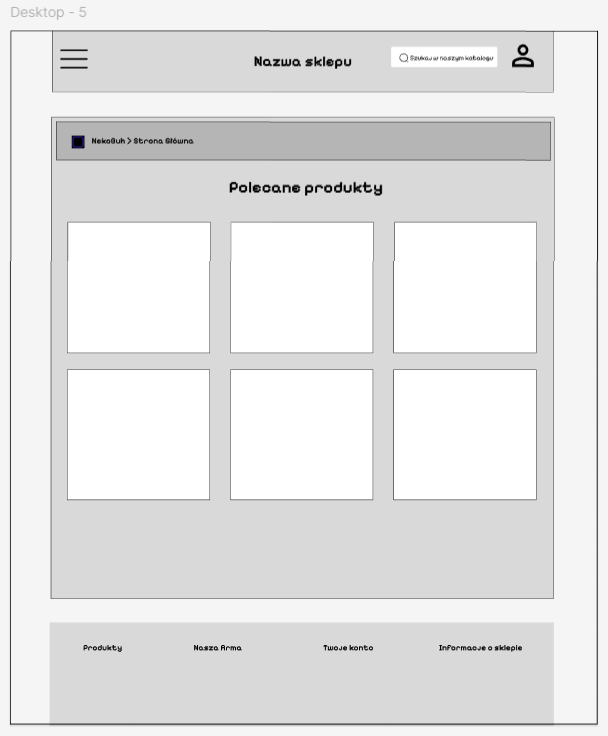 Desktop - 5
Nazwa sklepu
Szukaj w naszym katalogu
NekoBuh > Strona Główna
Polecane produkty
Produkty
Nasza firma
Twoje konto
Informacje o sklepie